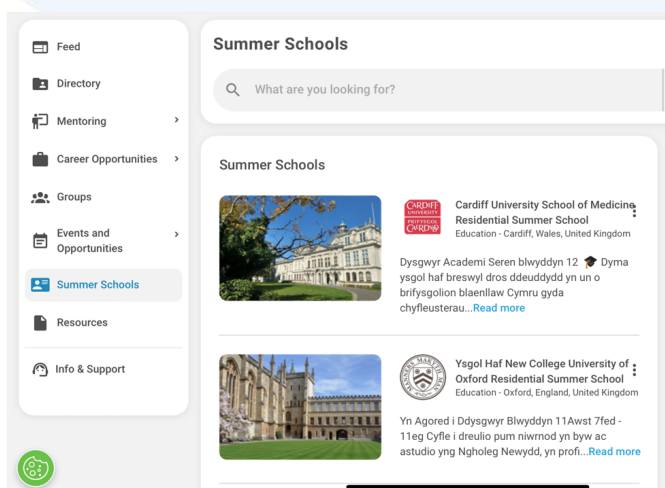 Feed
Directory
Mentoring
Career Opportunities
Groups
Events and
Opportunities
Summer Schools
Resources
Info & Support
Summer Schools
What are you looking for?
Summer Schools
CARDIFF
UNIVERSITY
PRIFYSGOL
CAERDYDD
Cardiff University School of Medicine
Residential Summer School
Education - Cardiff, Wales, United Kingdom
Dysgwyr Academi Seren blwyddyn 12 🎓 Dyma
ysgol haf breswyl dros ddeuddydd yn un o
brifysgolion blaenllaw Cymru gyda
chyfleusterau...Read more
MANNERS MAKYTH MAN
Ysgol Haf New College University of
Oxford Residential Summer School
Education - Oxford, England, United Kingdom
Yn Agored i Ddysgwyr Blwyddyn 11Awst 7fed -
11eg Cyfle i dreulio pum niwrnod yn byw ac
astudio yng Ngholeg Newydd, yn profi...Read more